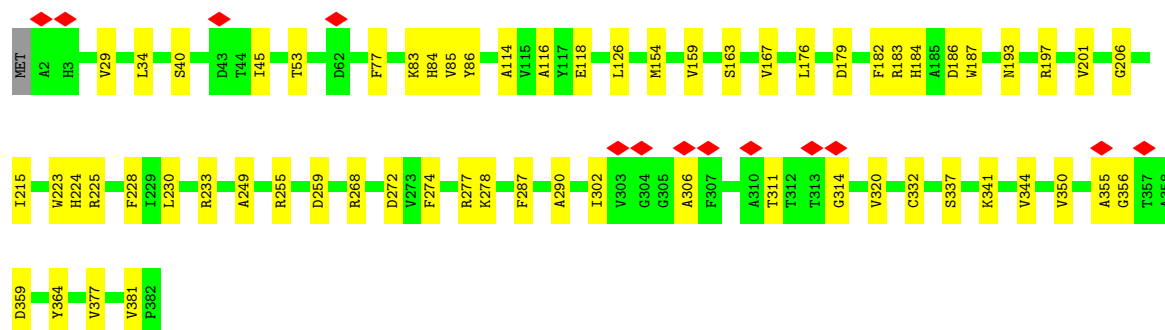 MET A2 H3 V29 L34 S40 D43 T44 I45 T53 D62 F77 K83 H84 V85 Y86 A114 V115 A116 Y117 E118 L126 M154 V159 S163 V167 L176 D179 F182 R183 H184 A185 D186 W187 N193 R197 V201 G206
I215 W223 H224 R225 F228 I229 L230 R233 A249 R255 D259 R268 D272 V273 F274 R277 K278 F287 A290 I302 V303 G304 G305 A306 F307 A310 T311 T312 T313 G314 V320 C332 S337 K341 V344 V350 A355 G356 T357 A358
D359 Y364 V377 V381 P382